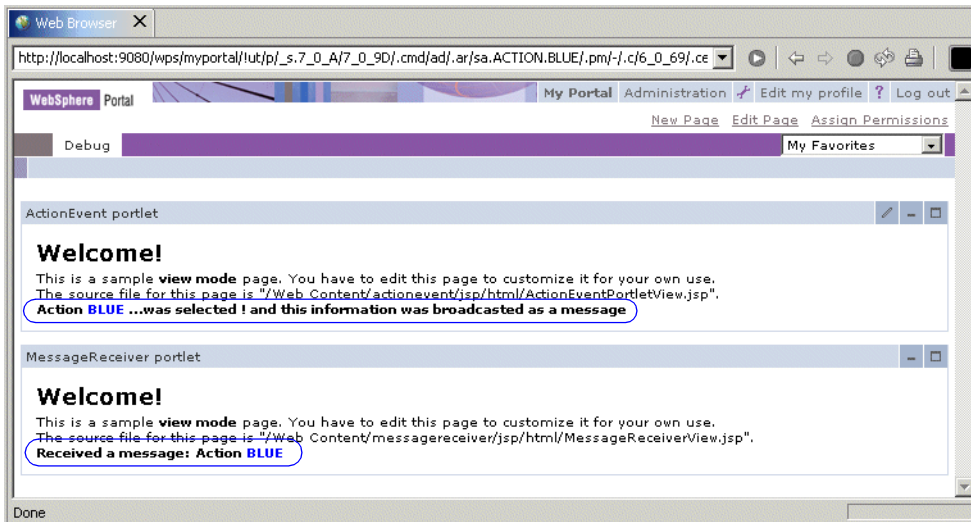 Web Browser
http://localhost:9080/wps/myportal/!ut/p/_s.7_0_A/7_0_9D/.cmd/ad/.ar/sa.ACTION.BLUE/.pm/-/.c/6_0_69/.ce
WebSphere Portal
My Portal Administration Edit my profile ? Log out
New Page Edit Page Assign Permissions
Debug
My Favorites
ActionEvent portlet
Welcome!
This is a sample view mode page. You have to edit this page to customize it for your own use.
The source file for this page is "/Web Content/actionevent/jsp/html/ActionEventPortletView.jsp".
Action BLUE ...was selected ! and this information was broadcasted as a message
MessageReceiver portlet
Welcome!
This is a sample view mode page. You have to edit this page to customize it for your own use.
The source file for this page is "/Web Content/messagereceiver/jsp/html/MessageReceiverView.jsp".
Received a message: Action BLUE
Done